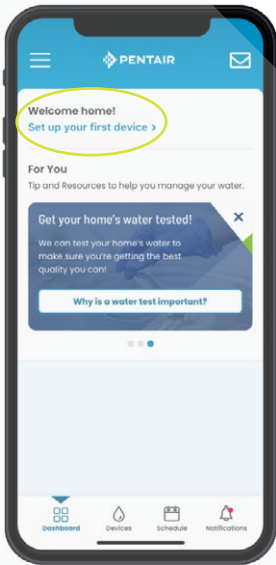 PENTAIR
Welcome home!
Set up your first device >
For You
Tip and Resources to help you manage your water.
Get your home's water tested!
We can test your home's water to
make sure you're getting the best
quality you can!
Why is a water test important?
Dashboard Devices Schedule Notifications